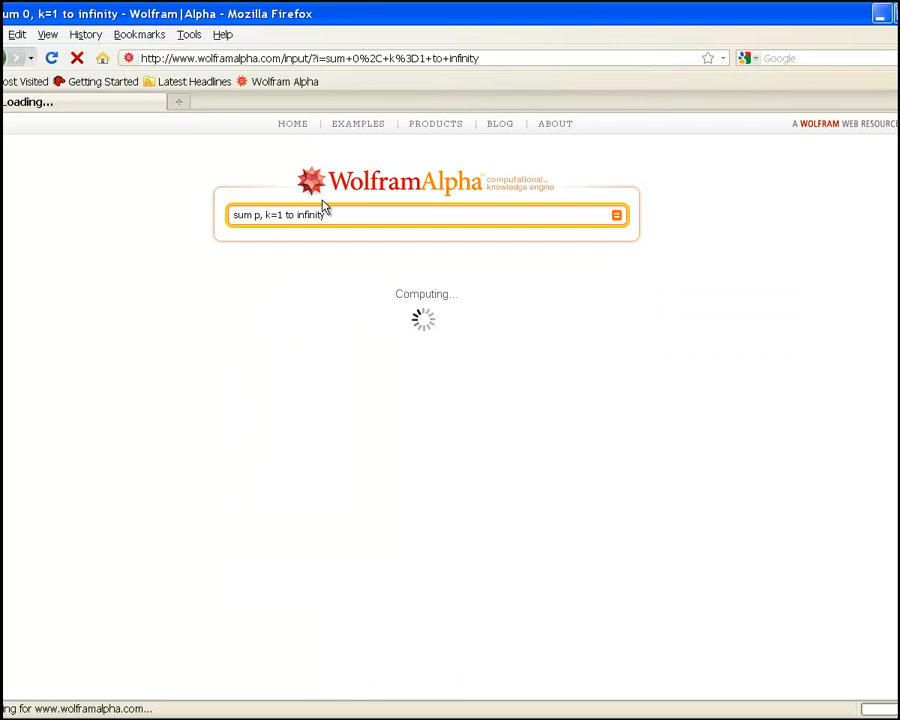 um 0, k=1 to infinity - Wolfram|Alpha - Mozilla Firefox
Edit View History Bookmarks Tools Help
http://www.wolframalpha.com/input/?i=sum+0%2C+k%3D1+to+infinity Google
ost Visited Getting Started Latest Headlines Wolfram Alpha
Loading...
HOME | EXAMPLES | PRODUCTS | BLOG | ABOUT A WOLFRAM WEB RESOURCE
WolframAlpha computational...
knowledge engine
sum p, k=1 to infinity
Computing...
ng for www.wolframalpha.com...